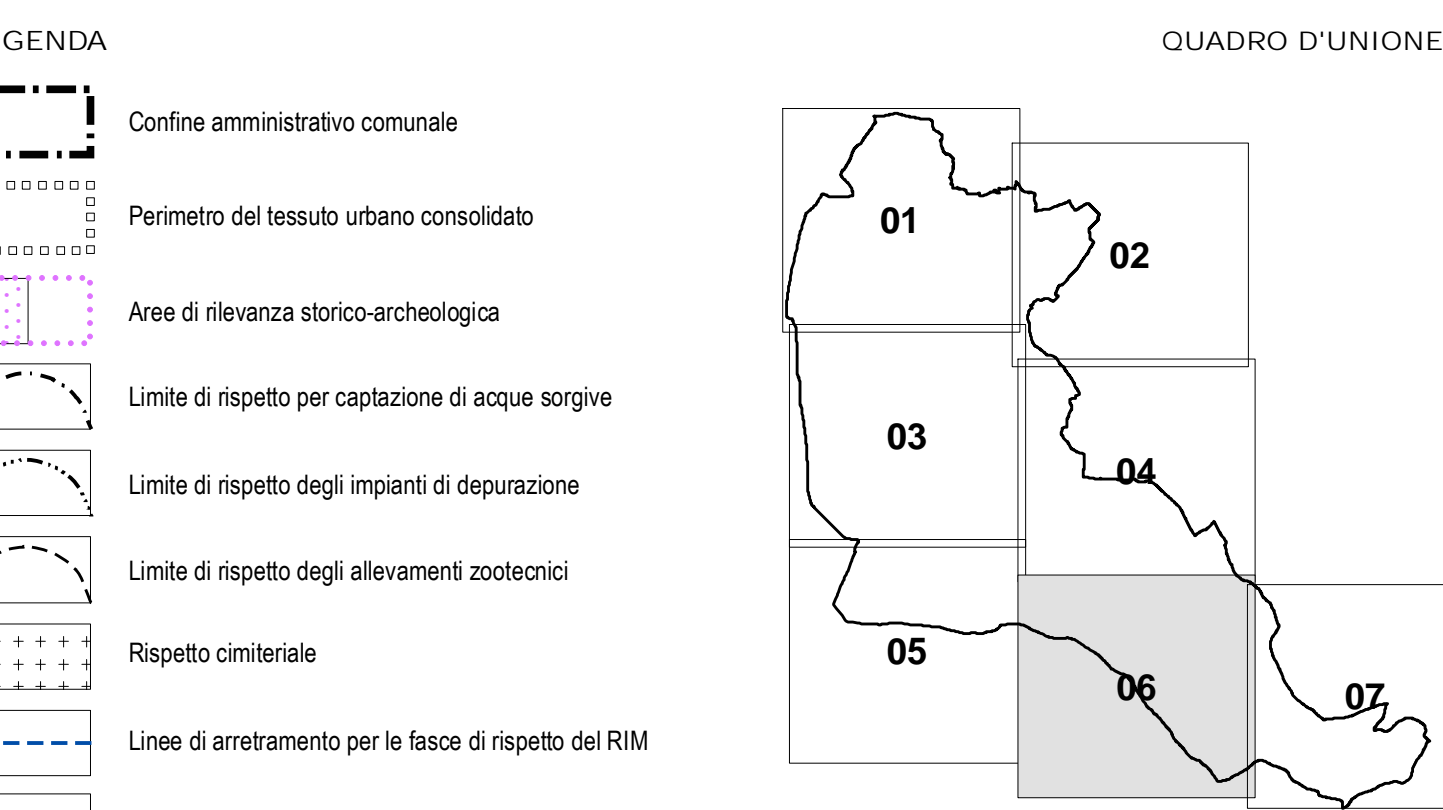 GENDA
QUADRO D'UNIONE
Confine amministrativo comunale
Perimetro del tessuto urbano consolidato
Aree di rilevanza storico-archeologica
Limite di rispetto per captazione di acque sorgive
Limite di rispetto degli impianti di depurazione
Limite di rispetto degli allevamenti zootecnici
Rispetto cimiteriale
Linee di arretramento per le fasce di rispetto del RIM
01
02
03
04
05
06
07